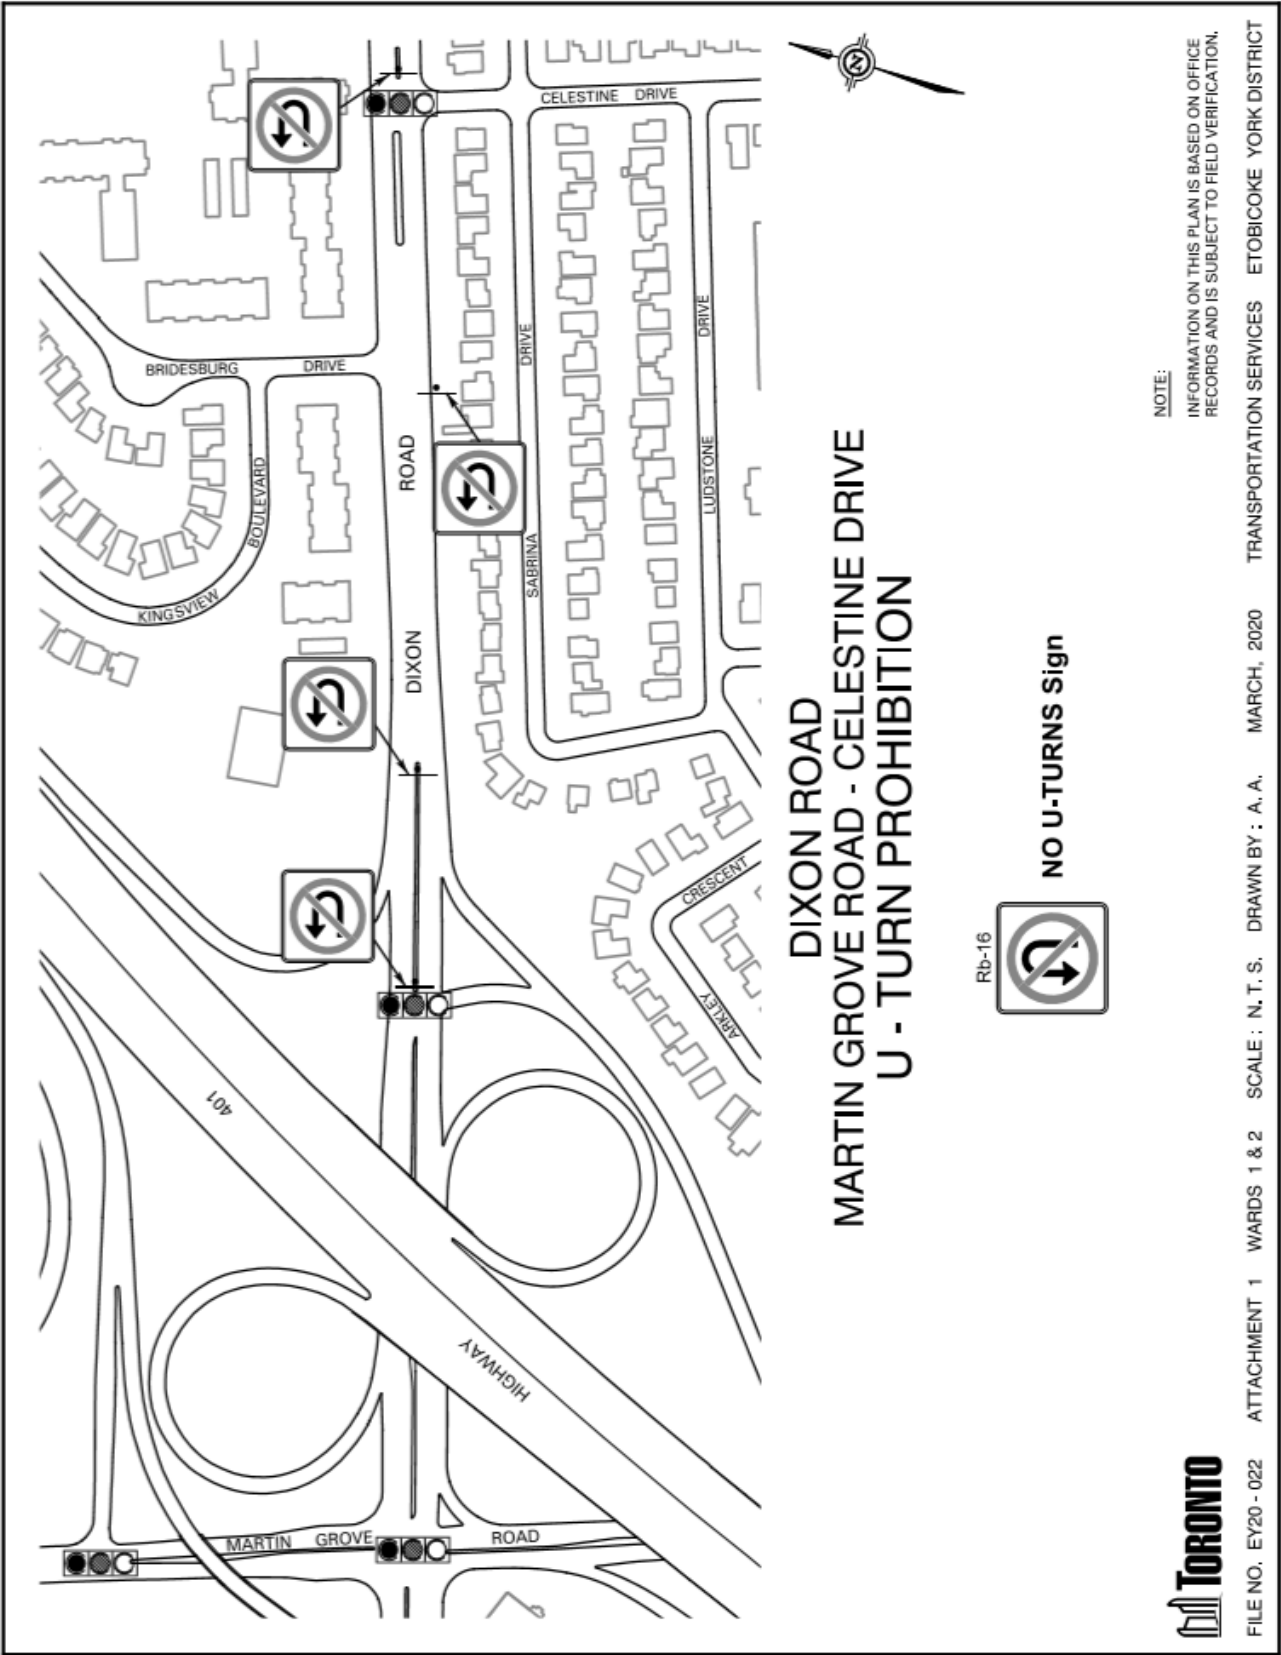 MARTIN GROVE ROAD
HIGHWAY
401
DIXON ROAD
KINGSVIEW BOULEVARD
BRIDESBURG DRIVE
SABRINA DRIVE
LUDSTONE DRIVE
CELESTINE DRIVE
ARKLEY CRESCENT
N
DIXON ROAD
MARTIN GROVE ROAD - CELESTINE DRIVE
U - TURN PROHIBITION
Rb-16
NO U-TURNS Sign
NOTE:
INFORMATION ON THIS PLAN IS BASED ON OFFICE
RECORDS AND IS SUBJECT TO FIELD VERIFICATION.
TORONTO
FILE NO. EY20 - 022 ATTACHMENT 1 WARDS 1 & 2 SCALE : N. T. S. DRAWN BY : A. A. MARCH, 2020 TRANSPORTATION SERVICES ETOBICOKE YORK DISTRICT